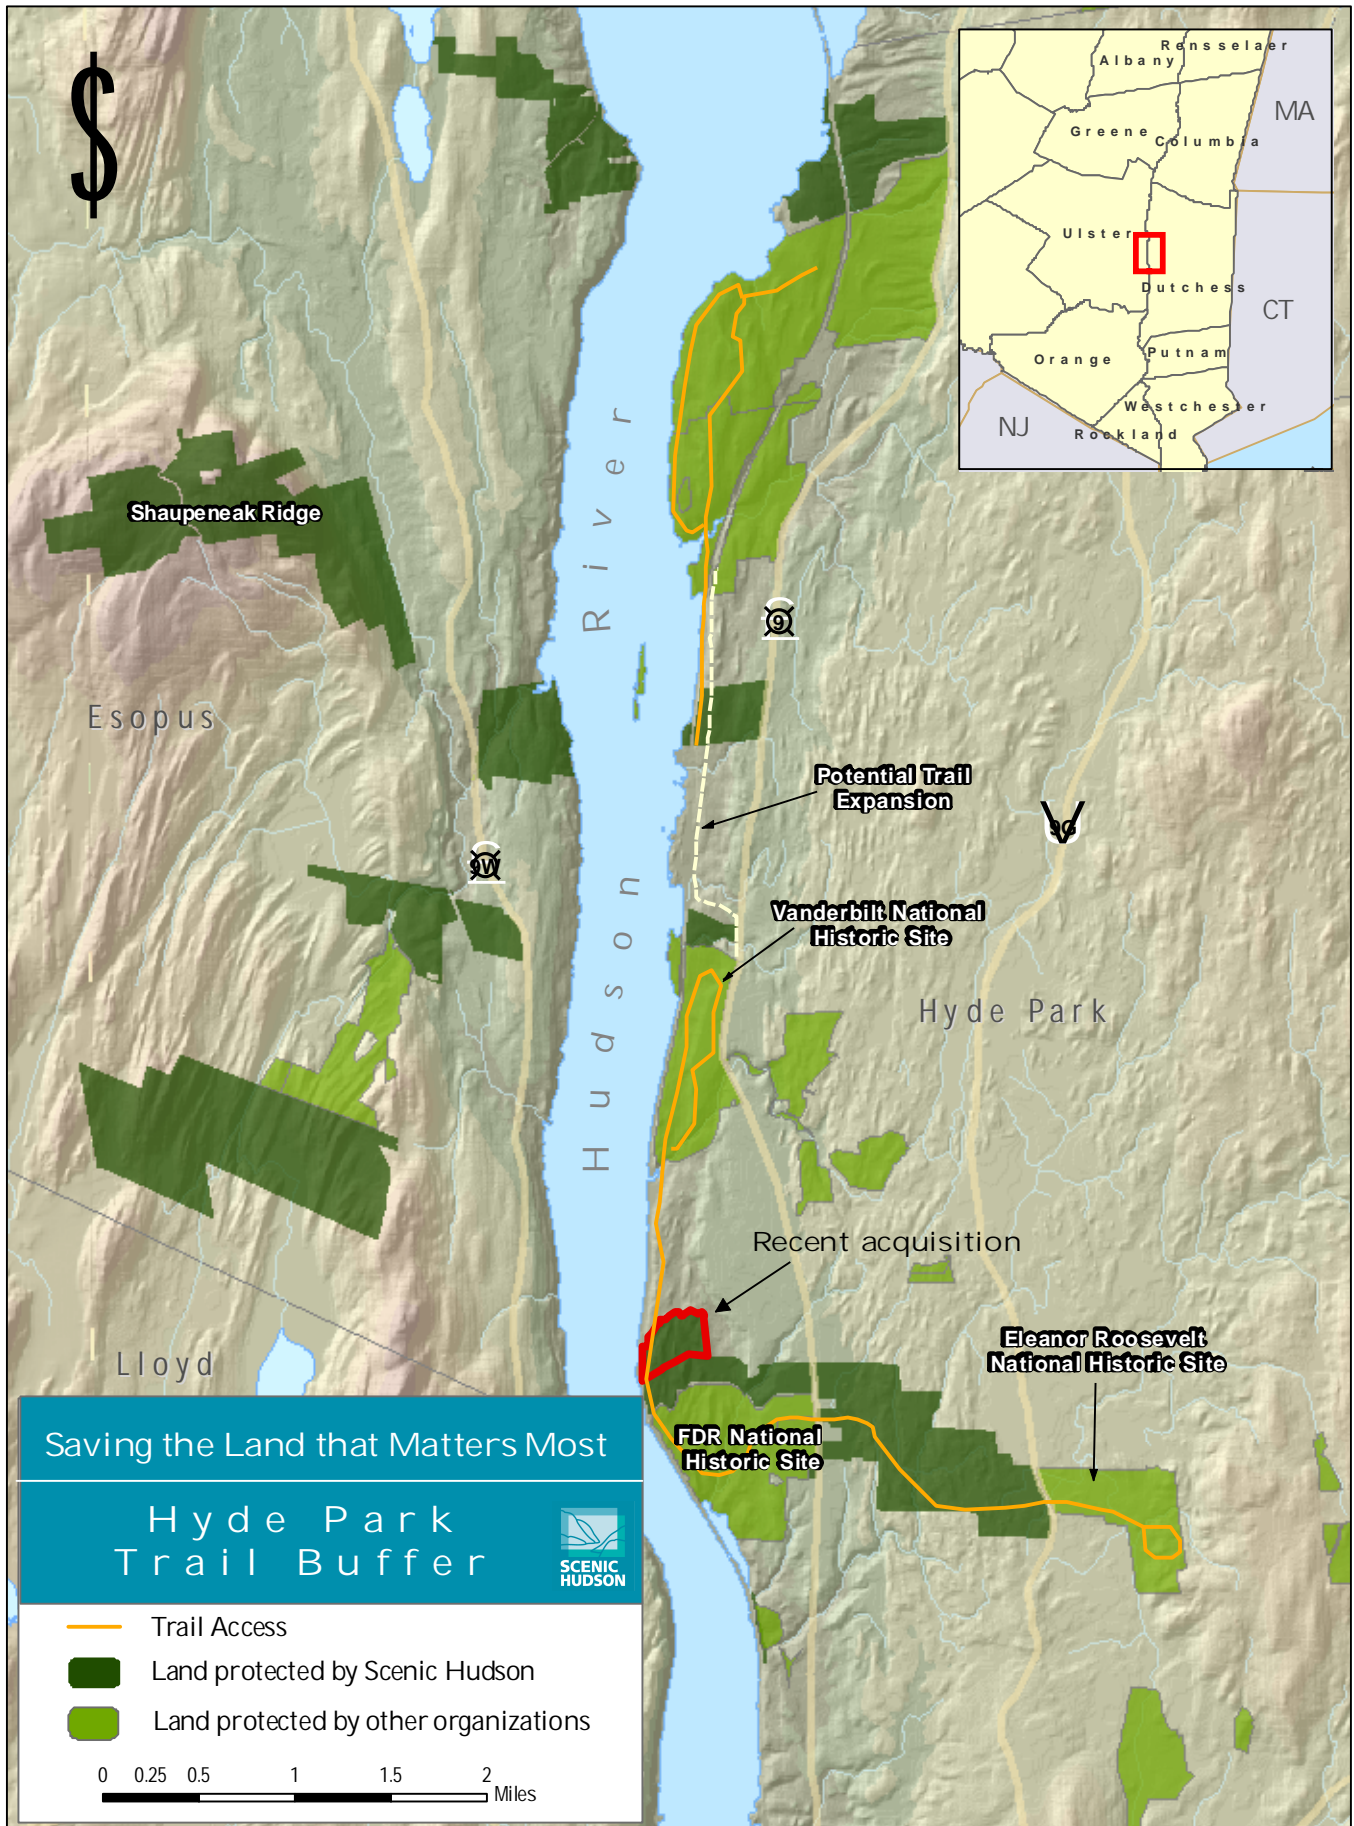 $
Rensselaer
Albany
MA
Greene
Columbia
Ulster
Dutchess
CT
Orange
Putnam
Westchester
NJ
Rockland
Shaupeneak Ridge
River
9
Esopus
Potential Trail
Expansion
9G
9W
Vanderbilt National
Historic Site
Hudson
Hyde Park
Recent acquisition
Eleanor Roosevelt
National Historic Site
Lloyd
FDR National
Historic Site
Saving the Land that Matters Most
Hyde Park
Trail Buffer
SCENIC
HUDSON
Trail Access
Land protected by Scenic Hudson
Land protected by other organizations
0 0.25 0.5 1 1.5 2
Miles